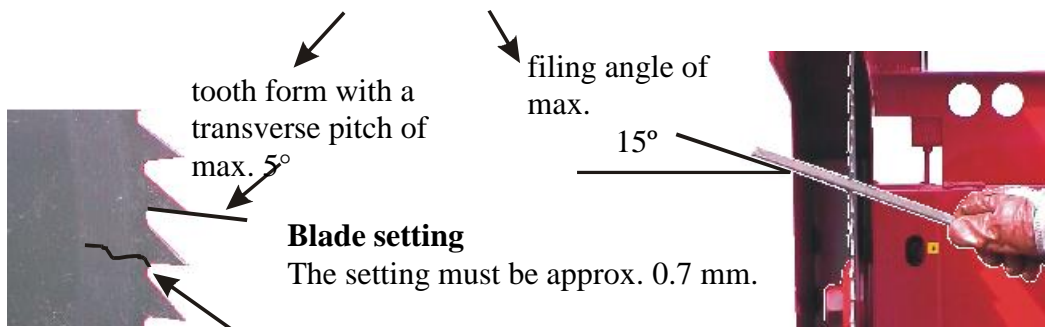 tooth form with a
transverse pitch of
max. 5°
filing angle of
max.
15º
Blade setting
The setting must be approx. 0.7 mm.